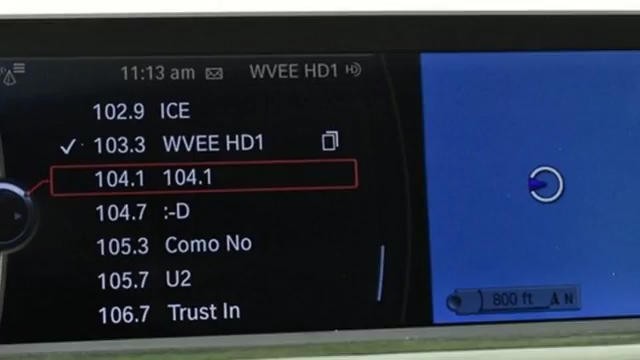 11:13 am WVEE HD1
102.9 ICE
✓ 103.3 WVEE HD1
104.1 104.1
104.7 :-D
105.3 Como No
105.7 U2
106.7 Trust In
800 ft N